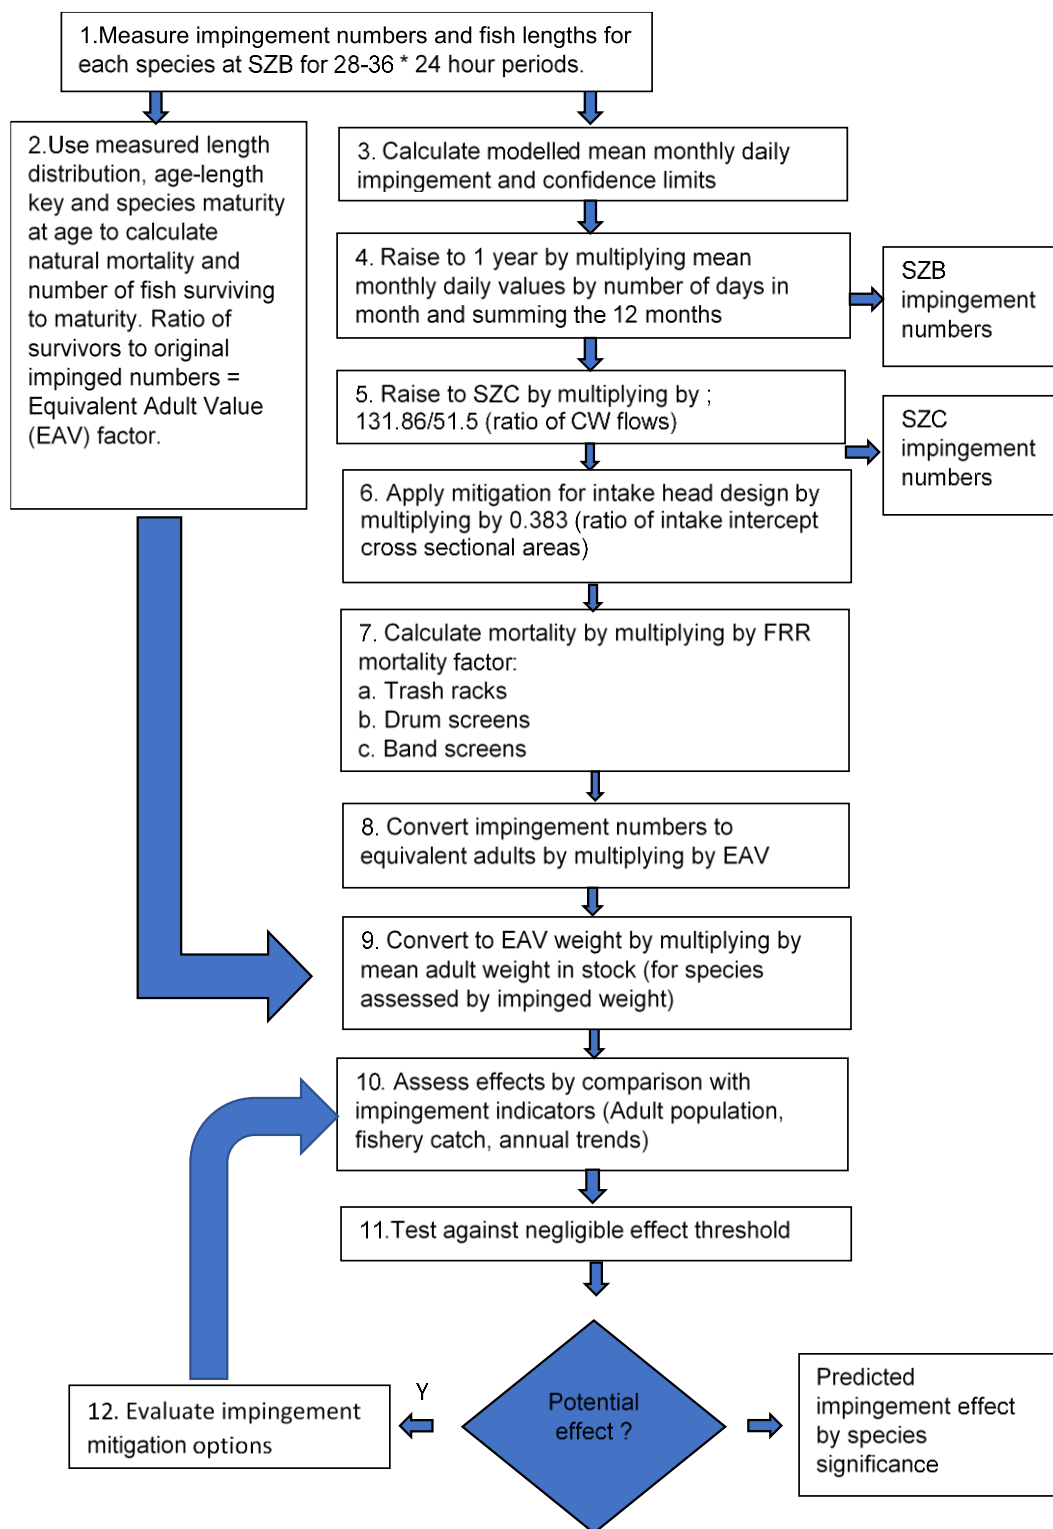 1.Measure impingement numbers and fish lengths for
each species at SZB for 28-36 * 24 hour periods.
2.Use measured length
distribution, age-length
key and species maturity
at age to calculate
natural mortality and
number of fish surviving
to maturity. Ratio of
survivors to original
impinged numbers =
Equivalent Adult Value
(EAV) factor.
3. Calculate modelled mean monthly daily
impingement and confidence limits
4. Raise to 1 year by multiplying mean
monthly daily values by number of days in
month and summing the 12 months
SZB
impingement
numbers
5. Raise to SZC by multiplying by ;
131.86/51.5 (ratio of CW flows)
SZC
impingement
numbers
6. Apply mitigation for intake head design by
multiplying by 0.383 (ratio of intake intercept
cross sectional areas)
7. Calculate mortality by multiplying by FRR
mortality factor:
a. Trash racks
b. Drum screens
c. Band screens
8. Convert impingement numbers to
equivalent adults by multiplying by EAV
9. Convert to EAV weight by multiplying by
mean adult weight in stock (for species
assessed by impinged weight)
10. Assess effects by comparison with
impingement indicators (Adult population,
fishery catch, annual trends)
11.Test against negligible effect threshold
Potential
effect ?
Y
12. Evaluate impingement
mitigation options
Predicted
impingement effect
by species
significance